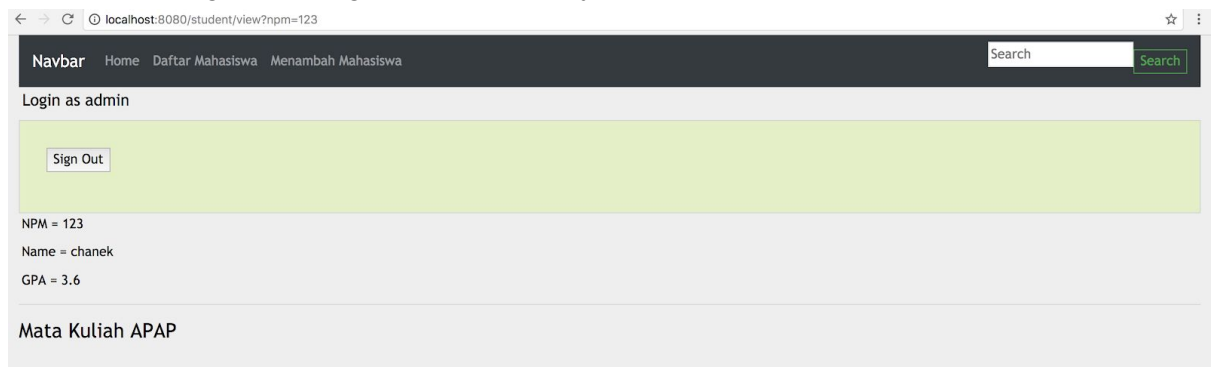 localhost:8080/student/view?npm=123
Navbar Home Daftar Mahasiswa Menambah Mahasiswa Search Search
Login as admin
Sign Out
NPM = 123
Name = chanek
GPA = 3.6
Mata Kuliah APAP